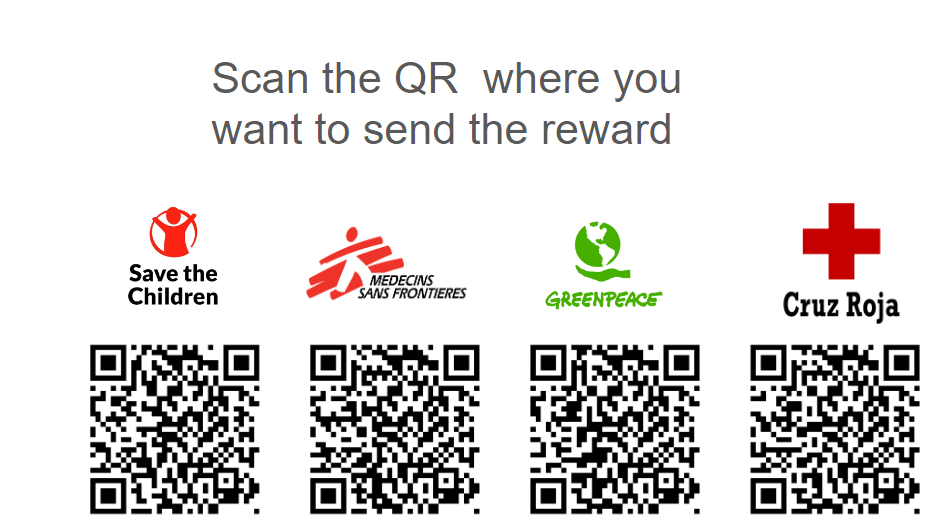 Scan the QR  where you
want to send the reward
Save the
Children
MEDECINS
SANS FRONTIERES
GREENPEACE
Cruz Roja